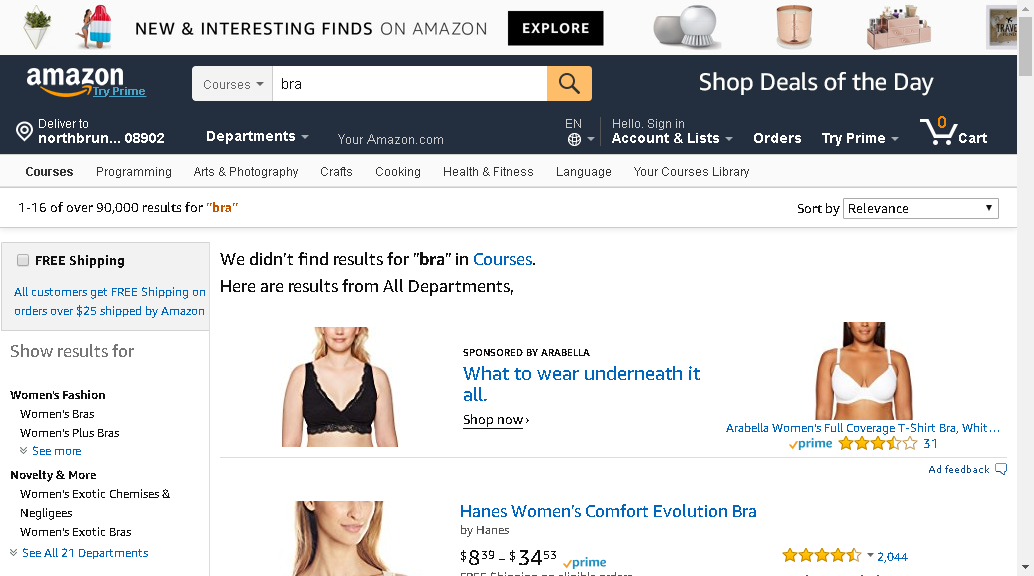 NEW & INTERESTING FINDS ON AMAZON
EXPLORE
TRAVE
amazon
Try Prime
Courses
bra
Shop Deals of the Day
Deliver to
northbrun... 08902
Departments
Your Amazon.com
EN
Hello. Sign in
Account & Lists
Orders
Try Prime
0
Cart
Courses Programming Arts & Photography Crafts Cooking Health & Fitness Language Your Courses Library
1-16 of over 90,000 results for "bra"
Sort by Relevance
FREE Shipping
All customers get FREE Shipping on
orders over $25 shipped by Amazon
Show results for
Women's Fashion
Women's Bras
Women's Plus Bras
See more
Novelty & More
Women's Exotic Chemises &
Negligees
Women's Exotic Bras
See All 21 Departments
We didn't find results for "bra" in Courses.
Here are results from All Departments,
SPONSORED BY ARABELLA
What to wear underneath it
all.
Shop now ›
Arabella Women's Full Coverage T-Shirt Bra, Whit...
prime 31
Ad feedback
Hanes Women's Comfort Evolution Bra
by Hanes
$8.39 - $34.53 prime
2,044
FREE Shipping on eligible orders